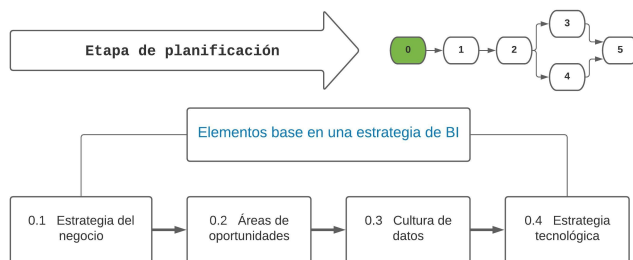 Etapa de planificación
0
1
2
3
4
5
Elementos base en una estrategia de BI
0.1 Estrategia del
negocio
0.2 Áreas de
oportunidades
0.3 Cultura de
datos
0.4 Estrategia
tecnológica